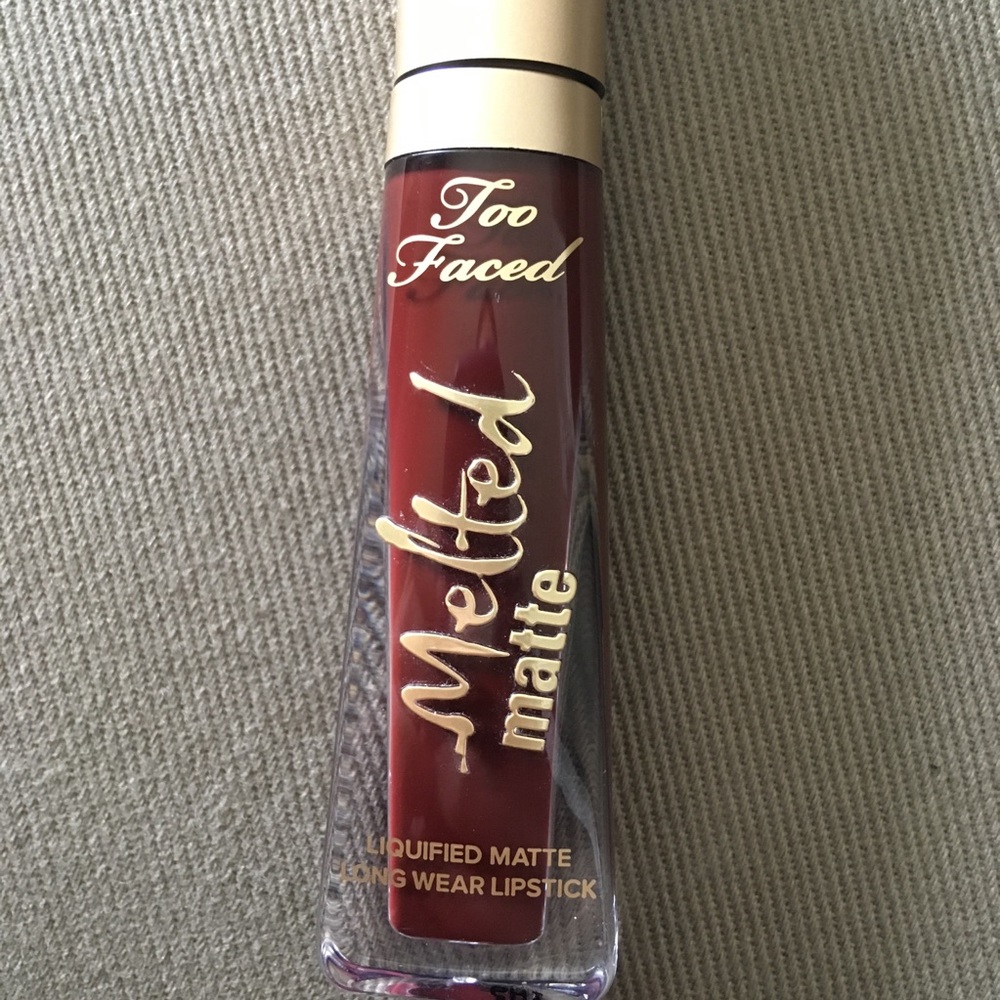 Too
Faced
Melted
matte
LIQUIFIED MATTE
LONG WEAR LIPSTICK